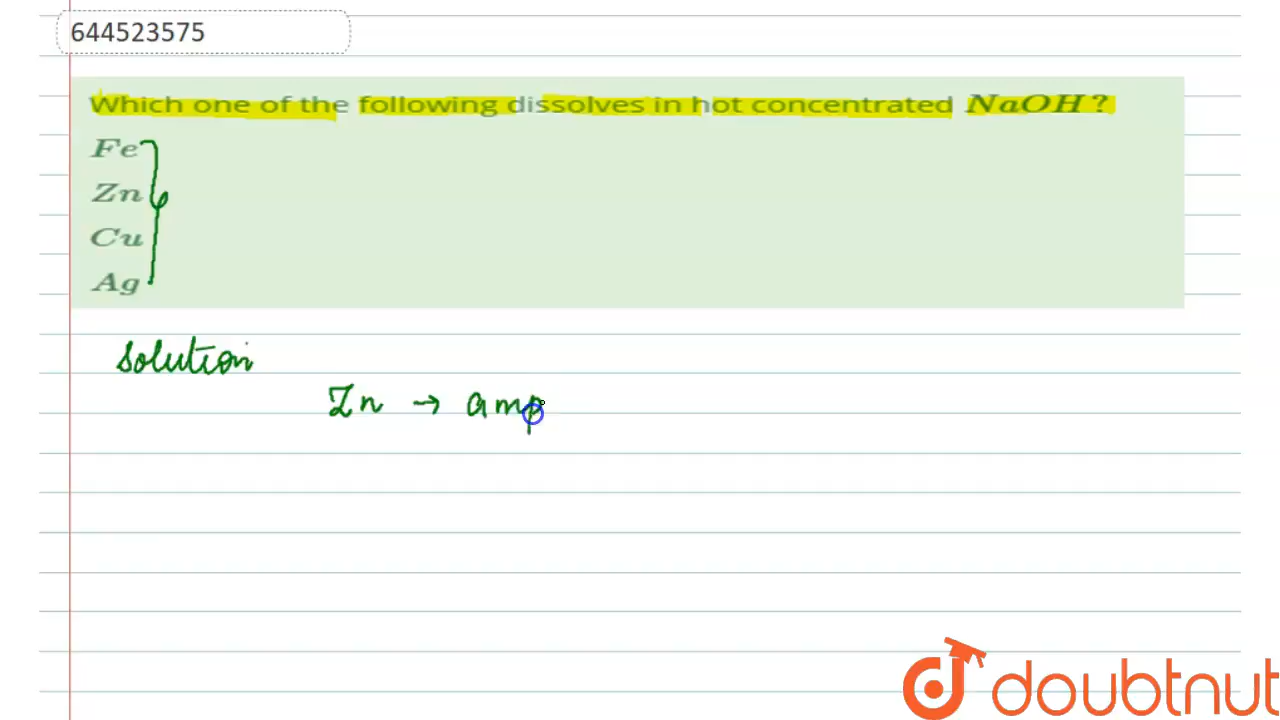 644523575
Which one of the following dissolves in hot concentrated NaOH?
Fe
Zn
Cu
Ag
Solution
Zn → amp
doubtnut